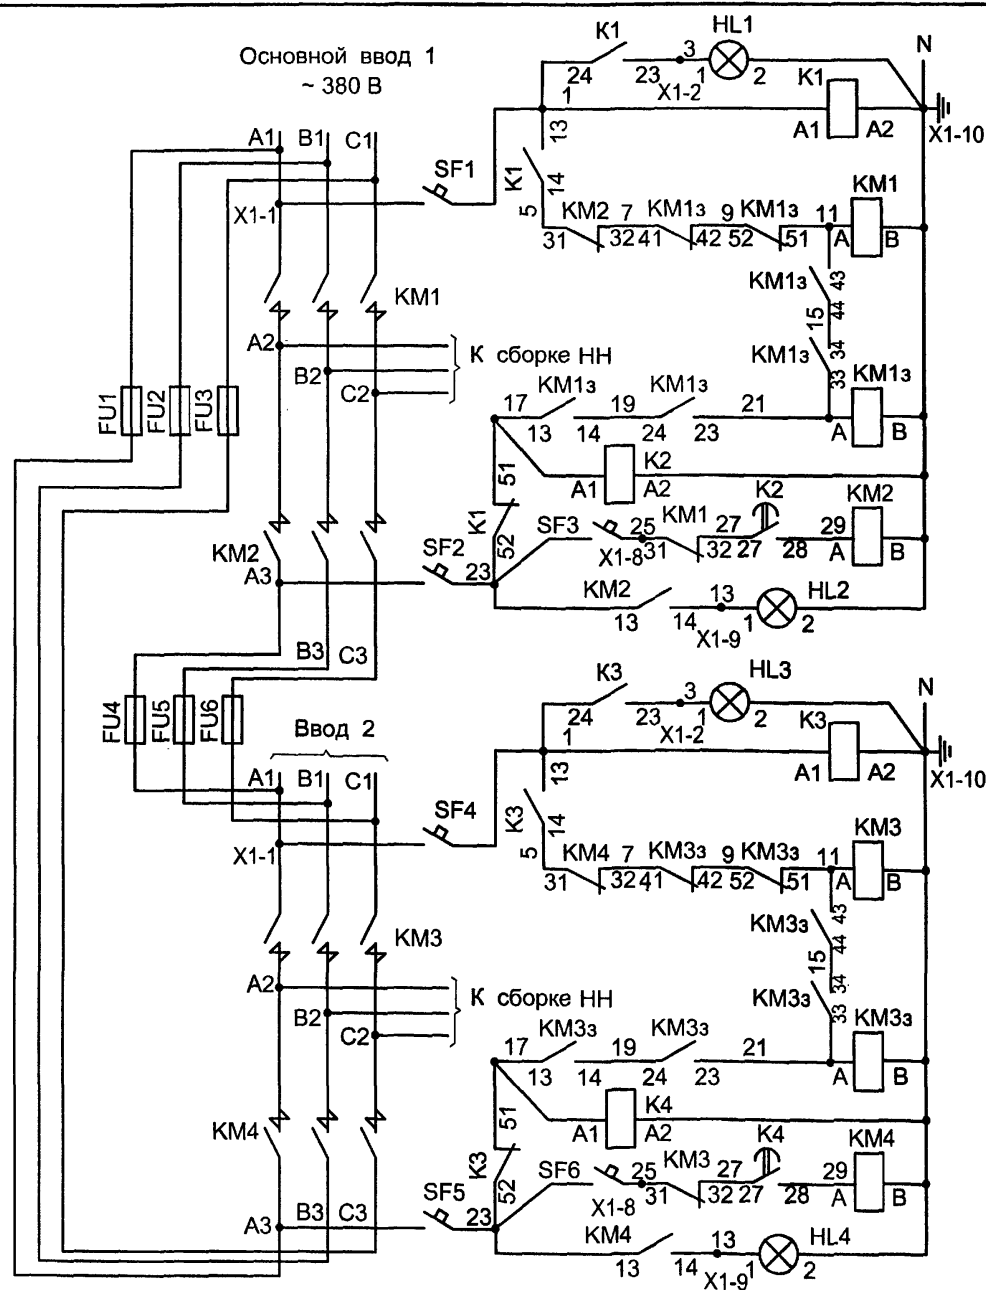 Основной ввод 1
~ 380 В
A1 B1 C1
X1-1
SF1
K1
24 23 3 1 2
1
X1-2
HL1
N
K1
A1 A2
X1-10
13
K1
14
5
31 KM2 32
7
41 KM1з 42
9
52 KM1з 51
11
KM1
A B
KM1з
43
44
15
34
KM1з
33
KM1
A2
B2
C2
К сборке НН
FU1 FU2 FU3
17
KM1з
13 14
19
KM1з
24 23
21
KM1з
A B
51
K1
52
K2
A1 A2
SF3
25
X1-8
31 KM1 32
27
K2
27 28
29
KM2
A B
KM2
A3
SF2
23
KM2
13 14
13
X1-9
1 2
HL2
B3 C3
FU4 FU5 FU6
Ввод 2
A1 B1 C1
X1-1
SF4
K3
24 23 3 1 2
1
X1-2
HL3
N
K3
A1 A2
X1-10
13
K3
14
5
31 KM4 32
7
41 KM3з 42
9
52 KM3з 51
11
KM3
A B
KM3з
43
44
15
34
KM3з
33
KM3
A2
B2
C2
К сборке НН
17
KM3з
13 14
19
KM3з
24 23
21
KM3з
A B
51
K3
52
K4
A1 A2
SF6
25
X1-8
31 KM3 32
27
K4
27 28
29
KM4
A B
KM4
A3 B3 C3
SF5
23
KM4
13 14
13
X1-9
1 2
HL4